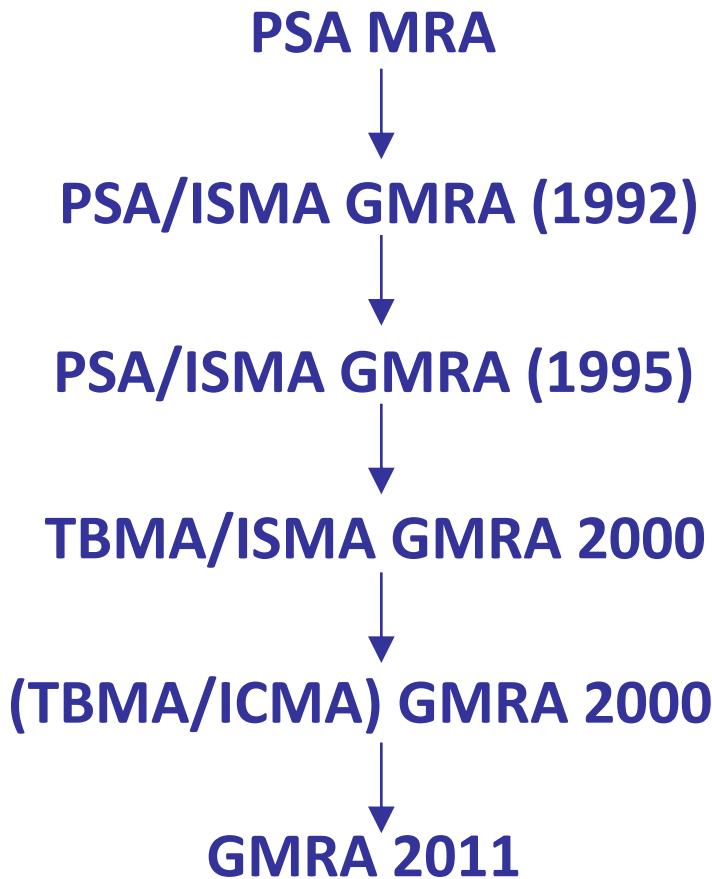 PSA MRA
PSA/ISMA GMRA (1992)
PSA/ISMA GMRA (1995)
TBMA/ISMA GMRA 2000
(TBMA/ICMA) GMRA 2000
GMRA 2011